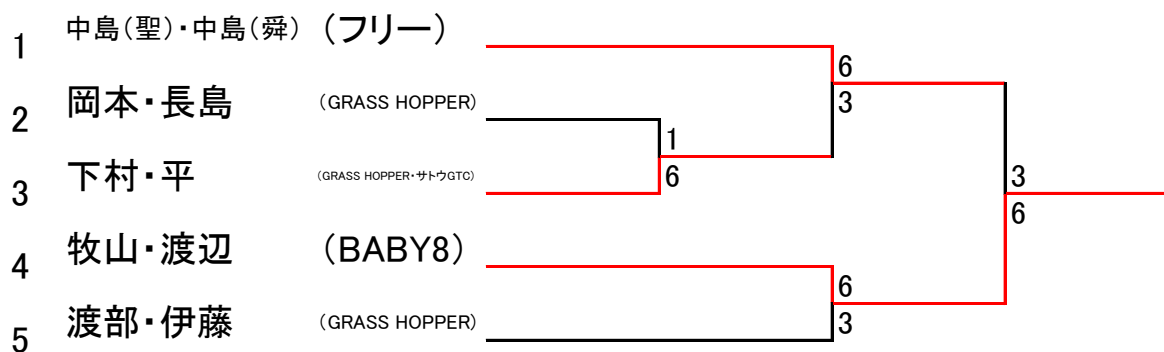 1 中島(聖)・中島(舜) (フリー)
6
3
2 岡本・長島 (GRASS HOPPER)
1
6
3 下村・平 (GRASS HOPPER・サトウGTC)
3
6
4 牧山・渡辺 (BABY8)
6
3
5 渡部・伊藤 (GRASS HOPPER)